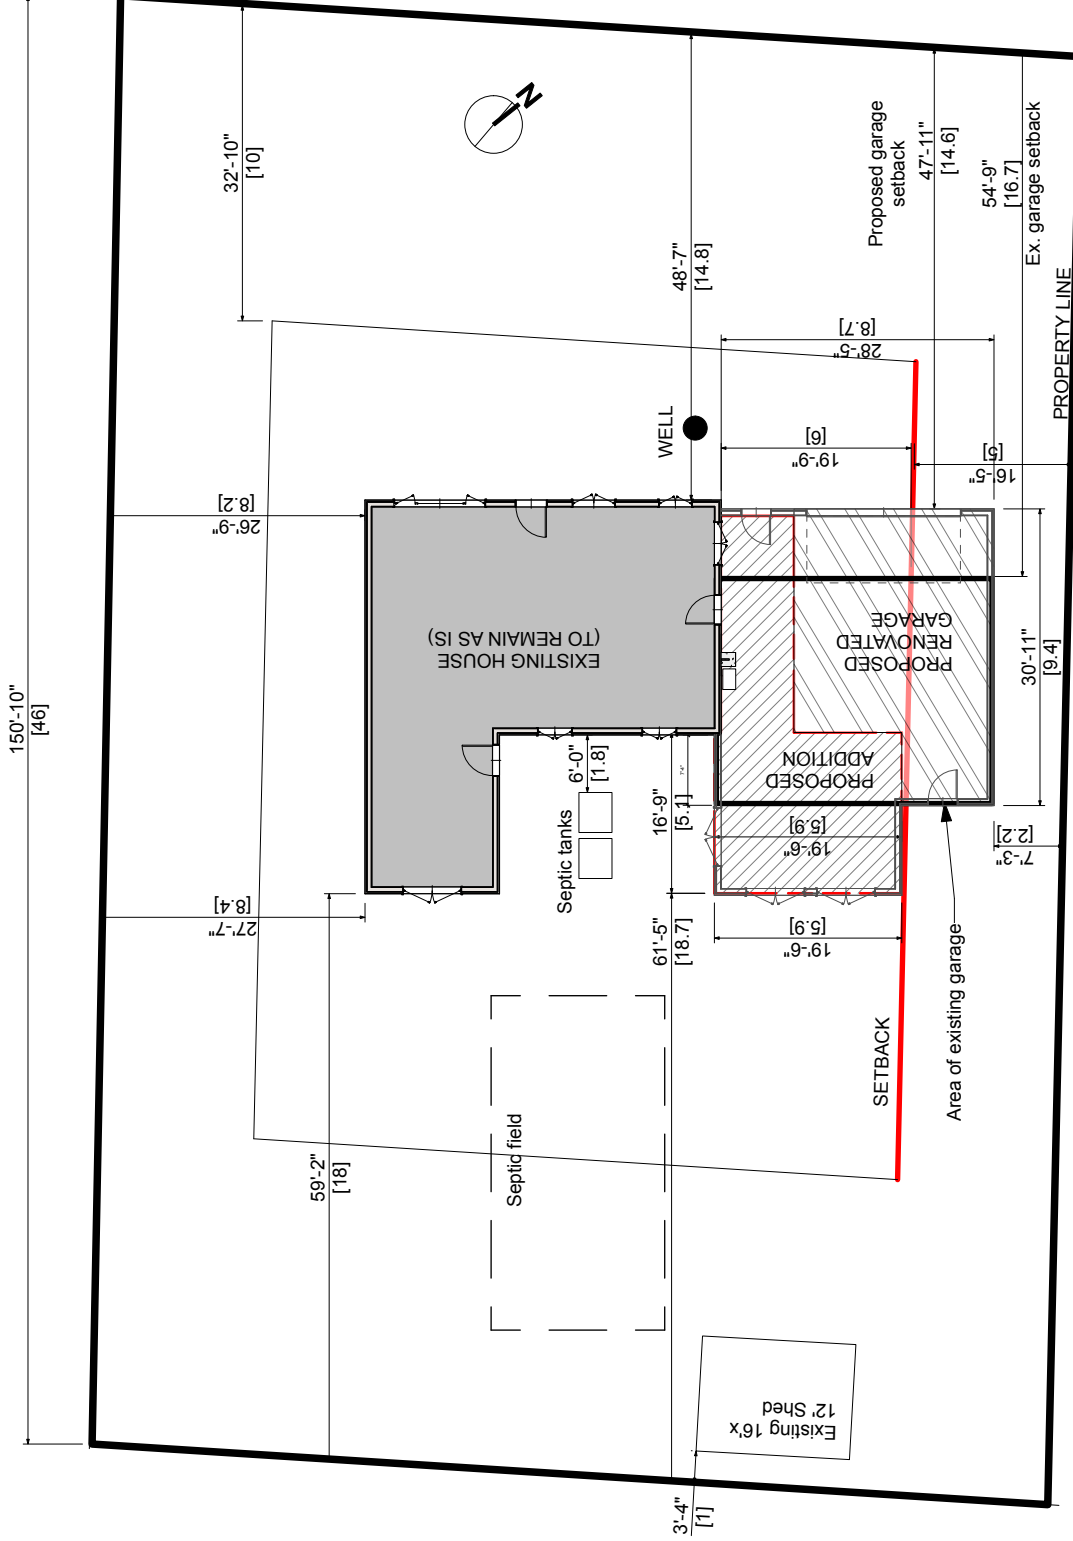 150'-10"
[46]
32'-10"
[10]
N
Proposed garage
setback
47'-11"
[14.6]
54'-9"
[16.7]
Ex. garage setback
48'-7"
[14.8]
PROPERTY LINE
28'-5"
[8.7]
WELL
19'-9"
[6]
16'-5"
[5]
26'-9"
[8.2]
EXISTING HOUSE
(TO REMAIN AS IS)
PROPOSED
RENOVATED
GARAGE
30'-11"
[9.4]
PROPOSED
ADDITION
6'-0"
[1.8]
16'-9"
[5.1]
Septic tanks
19'-6"
[5.9]
7'-3"
[2.2]
27'-7"
[8.4]
61'-5"
[18.7]
19'-6"
[5.9]
Area of existing garage
SETBACK
59'-2"
[18]
Septic field
Existing 16'x
12' Shed
3'-4"
[1]